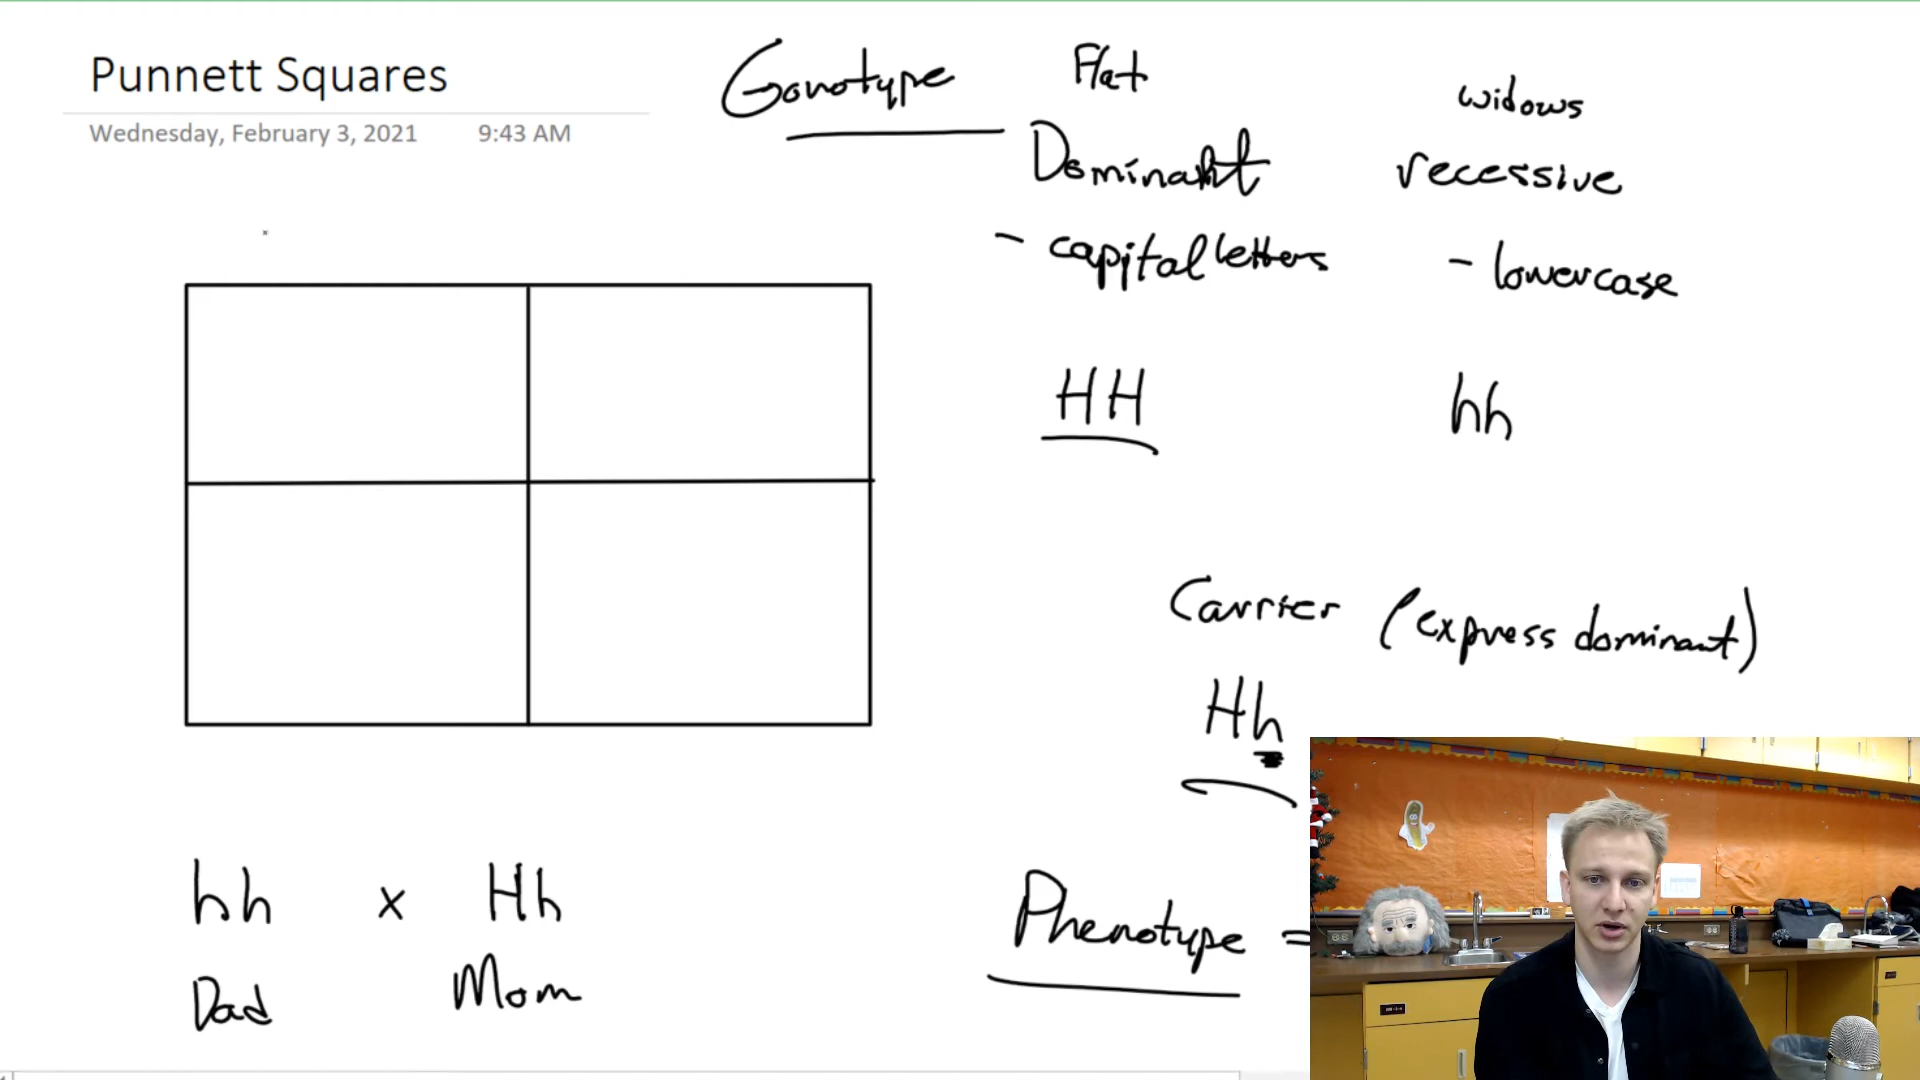 Punnett Squares
Wednesday, February 3, 2021 9:43 AM
Gonotype
Flat
widows
Dominant
recessive
- capital letters
- lowercase
HH
hh
Carrier (express dominant)
Hh
hh x Hh
Dad Mom
Phenotype =